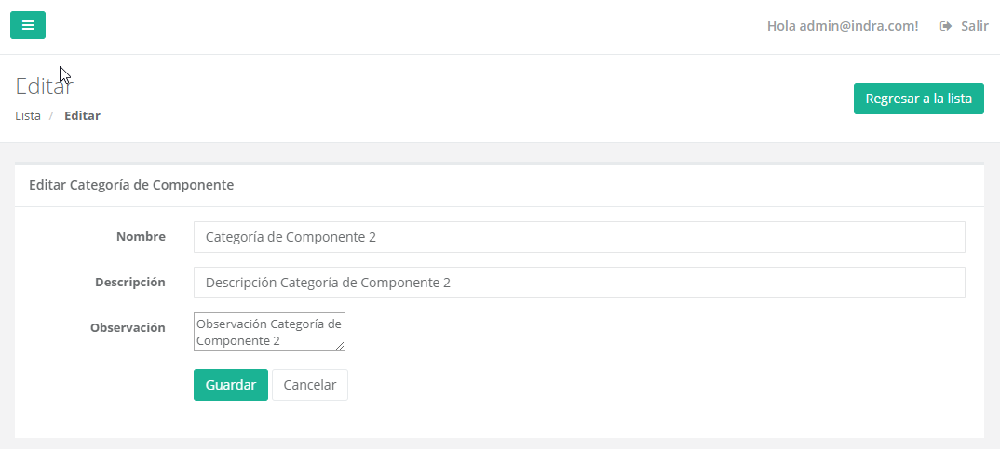 Hola admin@indra.com! Salir
Editar
Lista / Editar
Regresar a la lista
Editar Categoría de Componente
Nombre Categoría de Componente 2
Descripción Descripción Categoría de Componente 2
Observación Observación Categoría de
Componente 2
Guardar Cancelar